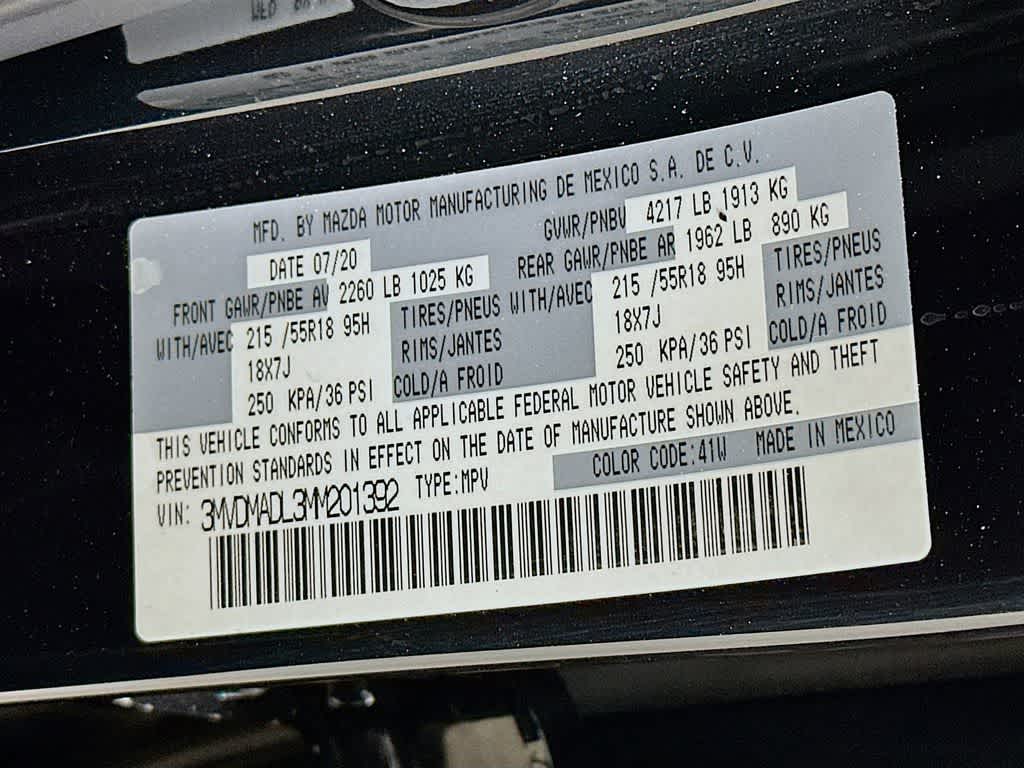 MFD. BY MAZDA MOTOR MANUFACTURING DE MEXICO S.A. DE C.V.
DATE 07/20 GVWR/PNBV 4217 LB 1913 KG
FRONT GAWR/PNBE AV 2260 LB 1025 KG REAR GAWR/PNBE AR 1962 LB 890 KG
WITH/AVEC 215 /55R18 95H TIRES/PNEUS WITH/AVEC 215 /55R18 95H TIRES/PNEUS
18X7J RIMS/JANTES 18X7J RIMS/JANTES
250 KPA/36 PSI COLD/A FROID 250 KPA/36 PSI COLD/A FROID
THIS VEHICLE CONFORMS TO ALL APPLICABLE FEDERAL MOTOR VEHICLE SAFETY AND THEFT
PREVENTION STANDARDS IN EFFECT ON THE DATE OF MANUFACTURE SHOWN ABOVE.
COLOR CODE:41W MADE IN MEXICO
VIN: 3MVDMADL3MM201392 TYPE:MPV